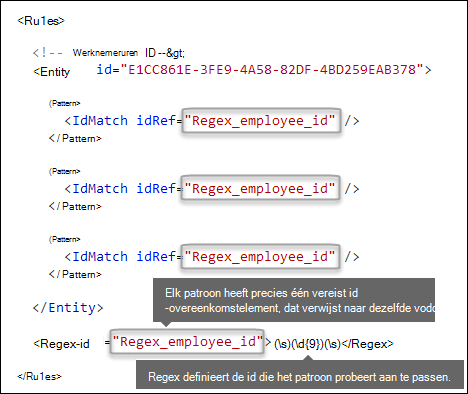 <Ru1es>
<!-- Werknemeruren ID--&gt;
<Entity id="E1CC861E-3FE9-4A58-82DF-4BD259EAB378">
(Pattern>
<IdMatch idRef="Regex_employee_id" />
</ Pattern>
(Pattern>
<IdMatch idRef="Regex_employee_id" />
</ Pattern>
(Pattern>
<IdMatch idRef="Regex_employee_id" />
</ Pattern>
Elk patroon heeft precies één vereist id
-overeenkomstelement, dat verwijst naar dezelfde vodd
</Entity>
<Regex-id ="Regex_employee_id"> (\s)(\d{9})(\s)</Regex>
Regex definieert de id die het patroon probeert aan te passen.
</Ru1es>